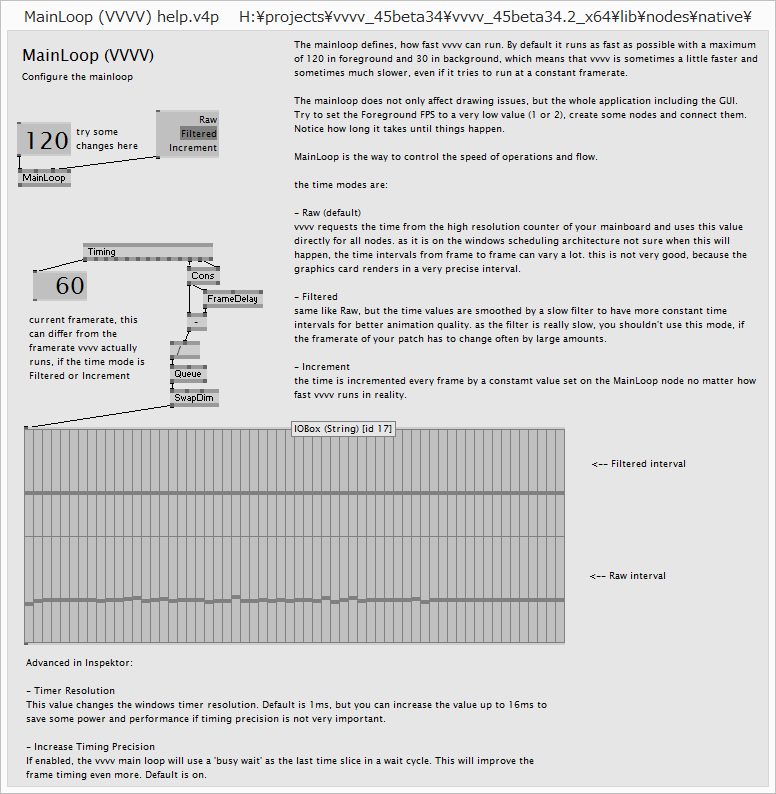 MainLoop (VVVV) help.v4p H:¥projects¥vvvv_45beta34¥vvvv_45beta34.2_x64¥lib¥nodes¥native¥
MainLoop (VVVV)
Configure the mainloop
120
try some
changes here
Raw
Filtered
Increment
MainLoop
The mainloop defines, how fast vvvv can run. By default it runs as fast as possible with a maximum
of 120 in foreground and 30 in background, which means that vvvv is sometimes a little faster and
sometimes much slower, even if it tries to run at a constant framerate.
The mainloop does not only affect drawing issues, but the whole application including the GUI.
Try to set the Foreground FPS to a very low value (1 or 2), create some nodes and connect them.
Notice how long it takes until things happen.
MainLoop is the way to control the speed of operations and flow.
the time modes are:
- Raw (default)
vvvv requests the time from the high resolution counter of your mainboard and uses this value
directly for all nodes. as it is on the windows scheduling architecture not sure when this will
happen, the time intervals from frame to frame can vary a lot. this is not very good, because the
graphics card renders in a very precise interval.
- Filtered
same like Raw, but the time values are smoothed by a slow filter to have more constant time
intervals for better animation quality. as the filter is really slow, you shouldn't use this mode, if
the framerate of your patch has to change often by large amounts.
- Increment
the time is incremented every frame by a constamt value set on the MainLoop node no matter how
fast vvvv runs in reality.
Timing
60
Cons
FrameDelay
-
/
Queue
SwapDim
current framerate, this
can differ from the
framerate vvvv actually
runs, if the time mode is
Filtered or Increment
IOBox (String) [id 17]
<-- Filtered interval
<-- Raw interval
Advanced in Inspektor:
- Timer Resolution
This value changes the windows timer resolution. Default is 1ms, but you can increase the value up to 16ms to
save some power and performance if timing precision is not very important.
- Increase Timing Precision
If enabled, the vvvv main loop will use a 'busy wait' as the last time slice in a wait cycle. This will improve the
frame timing even more. Default is on.